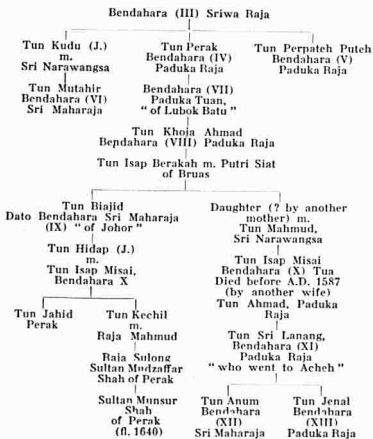 Bendahara (III) Sriwa Raja
Tun Kudu (J.)
m.
Sri Narawangsa
Tun Mutahir
Bendahara (VI)
Sri Maharaja
Tun Perak
Bendahara (IV)
Paduka Raja
Bendahara (VII)
Paduka Tuan,
"of Lubok Batu"
Tun Perpateh Puteh
Bendahara (V)
Paduka Raja
Tun Khoja Ahmad
Bendahara (VIII) Paduka Raja
Tun Isap Berakah m. Putri Siat
of Bruas
Tun Biajid
Dato Bendahara Sri Maharaja
(IX) "of Johor"
Tun Hidap (J.)
m.
Tun Isap Misai,
Bendahara X
Tun Jahid
Perak
Tun Kechil
m.
Raja Mahmud
Raja Sulong
Sultan Mudzaffar
Shah of Perak
Sultan Munsur
Shah
of Perak
(fl. 1640)
Daughter (? by another
mother) m.
Tun Mahmud,
Sri Narawangsa
Tun Isap Misai
Bendahara (X) Tua
Died before A.D. 1587
(by another wife)
Tun Ahmad, Paduka
Raja
Tun Sri Lanang,
Bendahara (XI)
Paduka Raja
"who went to Acheh"
Tun Anum
Bendahara
(XII)
Sri Maharaja
Tun Jenal
Bendahara
(XIII)
Paduka Raja